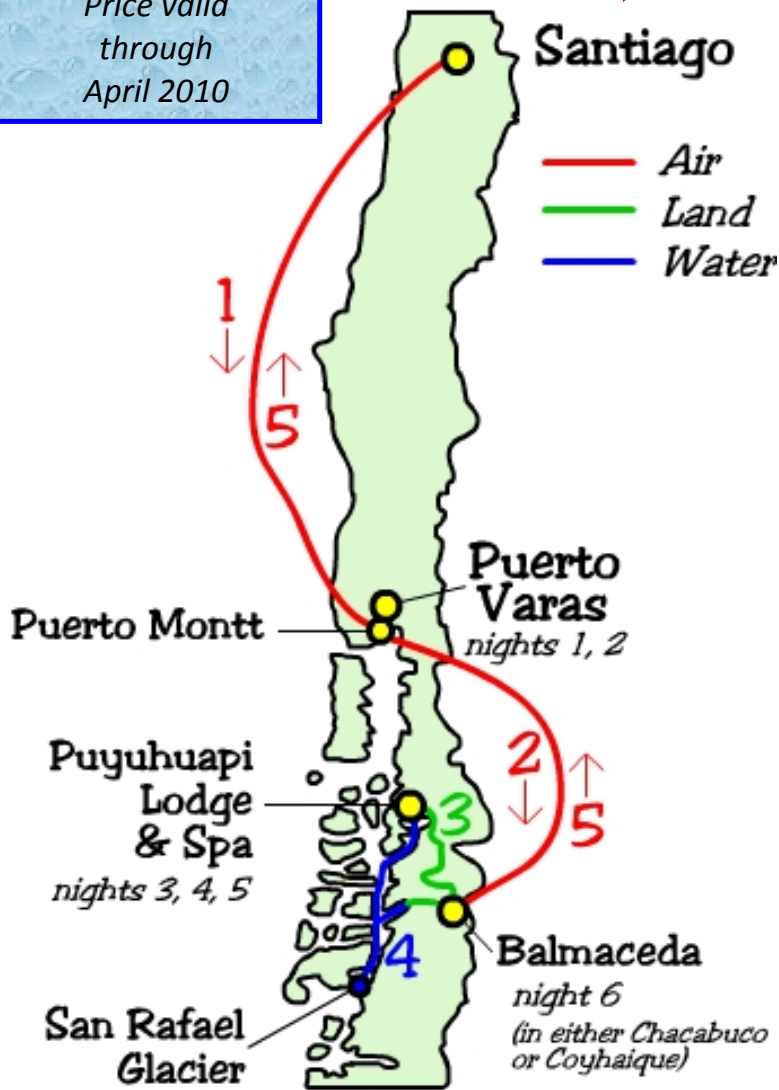 Price valid
through
April 2010
Santiago
Air
Land
Water
1
5
Puerto
Varas
nights 1, 2
Puerto Montt
2
5
Puyuhuapi
Lodge
& Spa
nights 3, 4, 5
3
4
Balmaceda
night 6
(in either Chacabuco
or Coyhaique)
San Rafael
Glacier